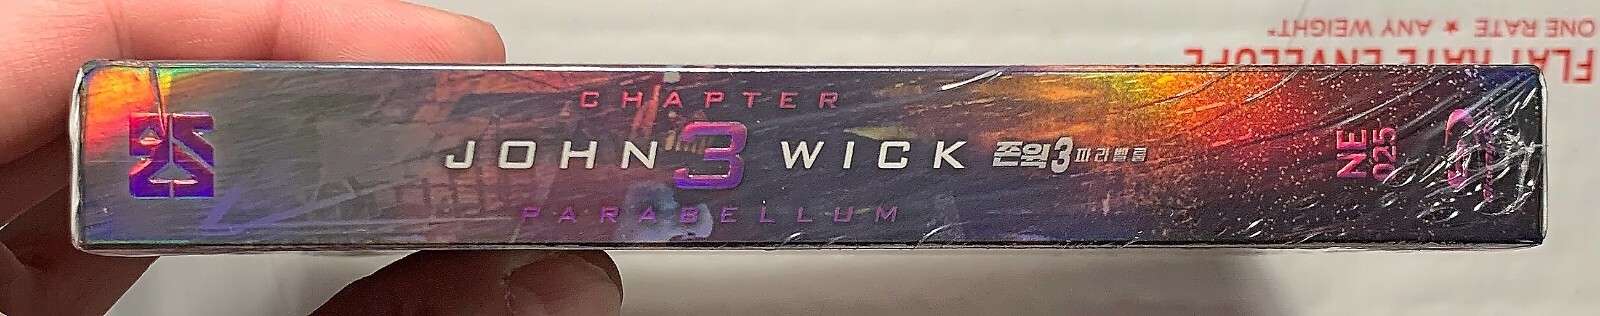 CHAPTER
JOHN 3 WICK 존윅3 파라벨룸
PARABELLUM
NE
025
ONE RATE ★ ANY WEIGHT*
FLAT RATE ENVELOPE